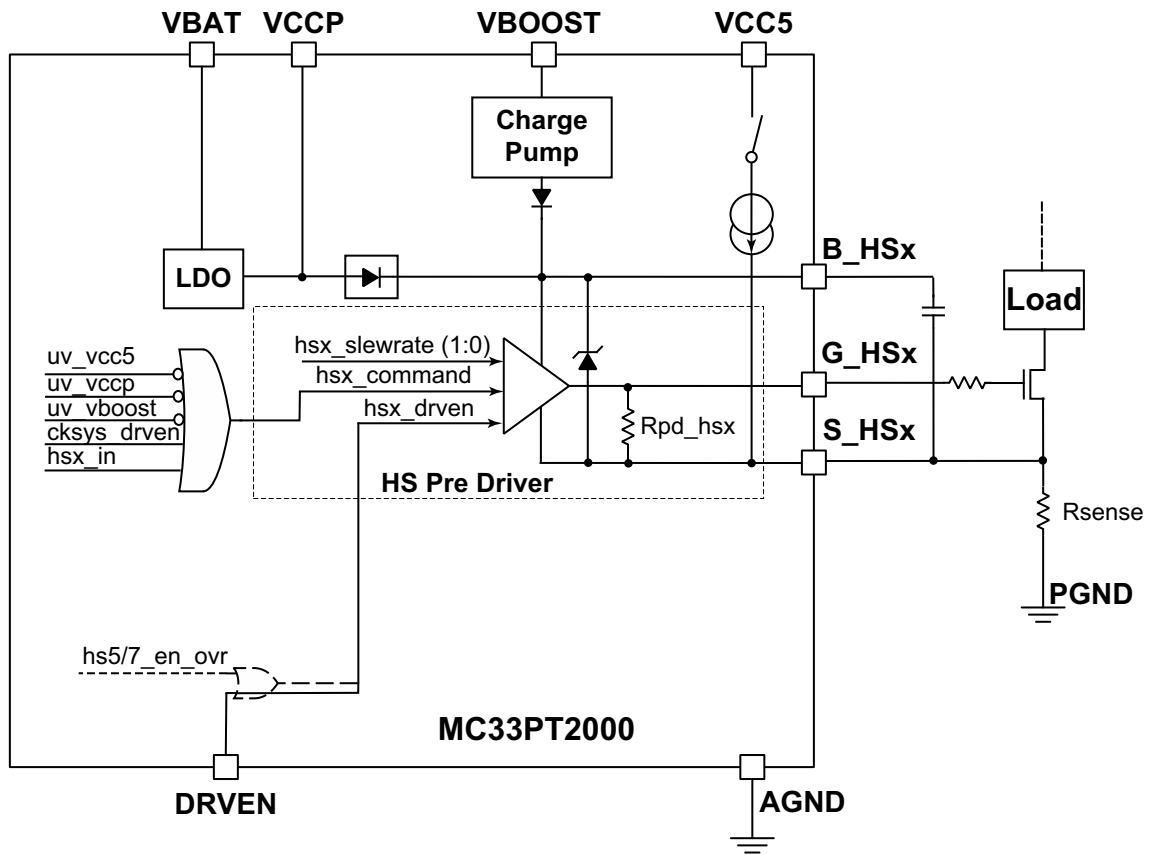 VBAT VCCP VBOOST VCC5
Charge
Pump
B_HSx
LDO
Load
uv_vcc5
hsx_slewrate (1:0)
G_HSx
uv_vccp
hsx_command
uv_vboost
hsx_drven
cksys_drven
Rpd_hsx
S_HSx
hsx_in
HS Pre Driver
Rsense
PGND
hs5/7_en_ovr
MC33PT2000
DRVEN
AGND